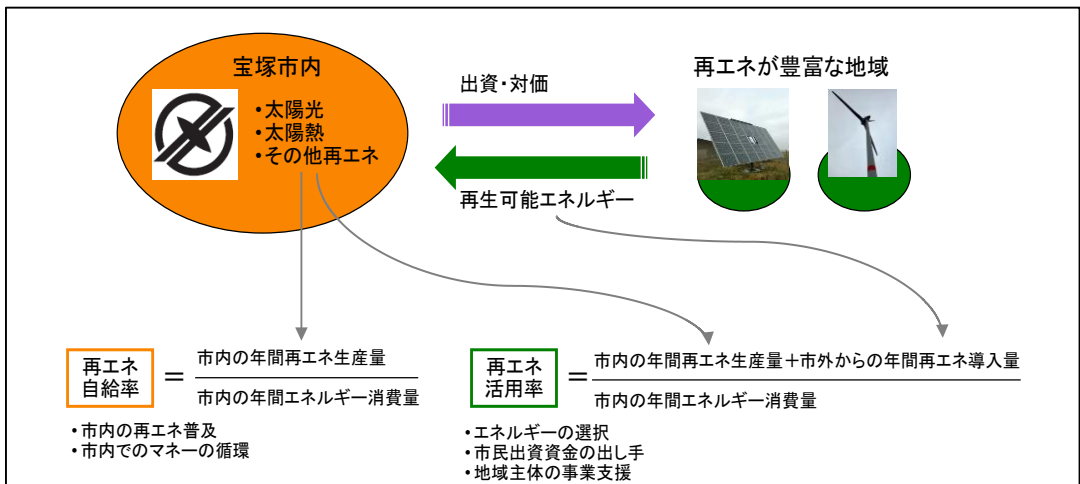 宝塚市内
・太陽光
・太陽熱
・その他再エネ
出資・対価
再生可能エネルギー
再エネが豊富な地域
再エネ
自給率
=
市内の年間再エネ生産量
市内の年間エネルギー消費量
・市内の再エネ普及
・市内でのマネーの循環
再エネ
活用率
=
市内の年間再エネ生産量＋市外からの年間再エネ導入量
市内の年間エネルギー消費量
・エネルギーの選択
・市民出資資金の出し手
・地域主体の事業支援